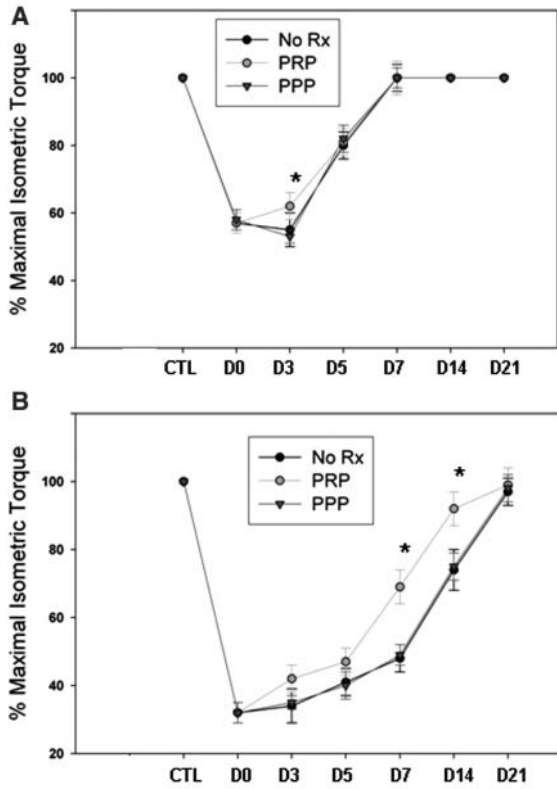 A
No Rx
PRP
PPP
% Maximal Isometric Torque
100
80
60
40
20
*
CTL D0 D3 D5 D7 D14 D21
B
No Rx
PRP
PPP
% Maximal Isometric Torque
100
80
60
40
20
*
*
CTL D0 D3 D5 D7 D14 D21